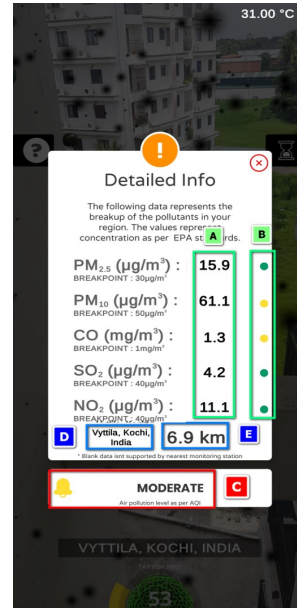 31.00 °C
?
!
Detailed Info
The following data represents the
breakup of the pollutants in your
region. The values represent
concentration as per EPA st rds.
A
B
PM2.5 (µg/m³) : 15.9
BREAKPOINT : 30µg/m³
PM10 (µg/m³) : 61.1
BREAKPOINT : 50µg/m³
CO (mg/m³) : 1.3
BREAKPOINT : 1mg/m³
SO2 (µg/m³) : 4.2
BREAKPOINT : 40µg/m³
NO2 (µg/m³) : 11.1
BREAKPOINT : 40µg/m³
D
Vyttila, Kochi,
India
6.9 km
E
* Blank data isnt supported by nearest monitoring station
MODERATE
C
Air pollution level as per AQI
VYTTILA, KOCHI, INDIA
53